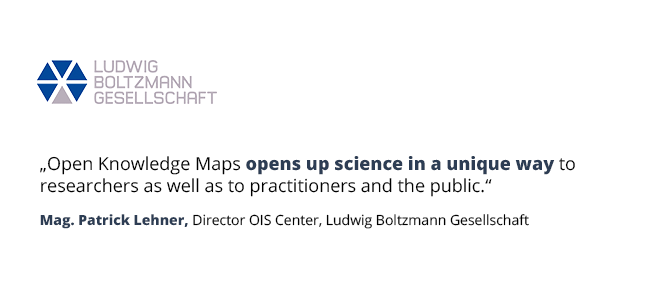 LUDWIG
BOLTZMANN
GESELLSCHAFT
„Open Knowledge Maps opens up science in a unique way to
researchers as well as to practitioners and the public.“
Mag. Patrick Lehner, Director OIS Center, Ludwig Boltzmann Gesellschaft